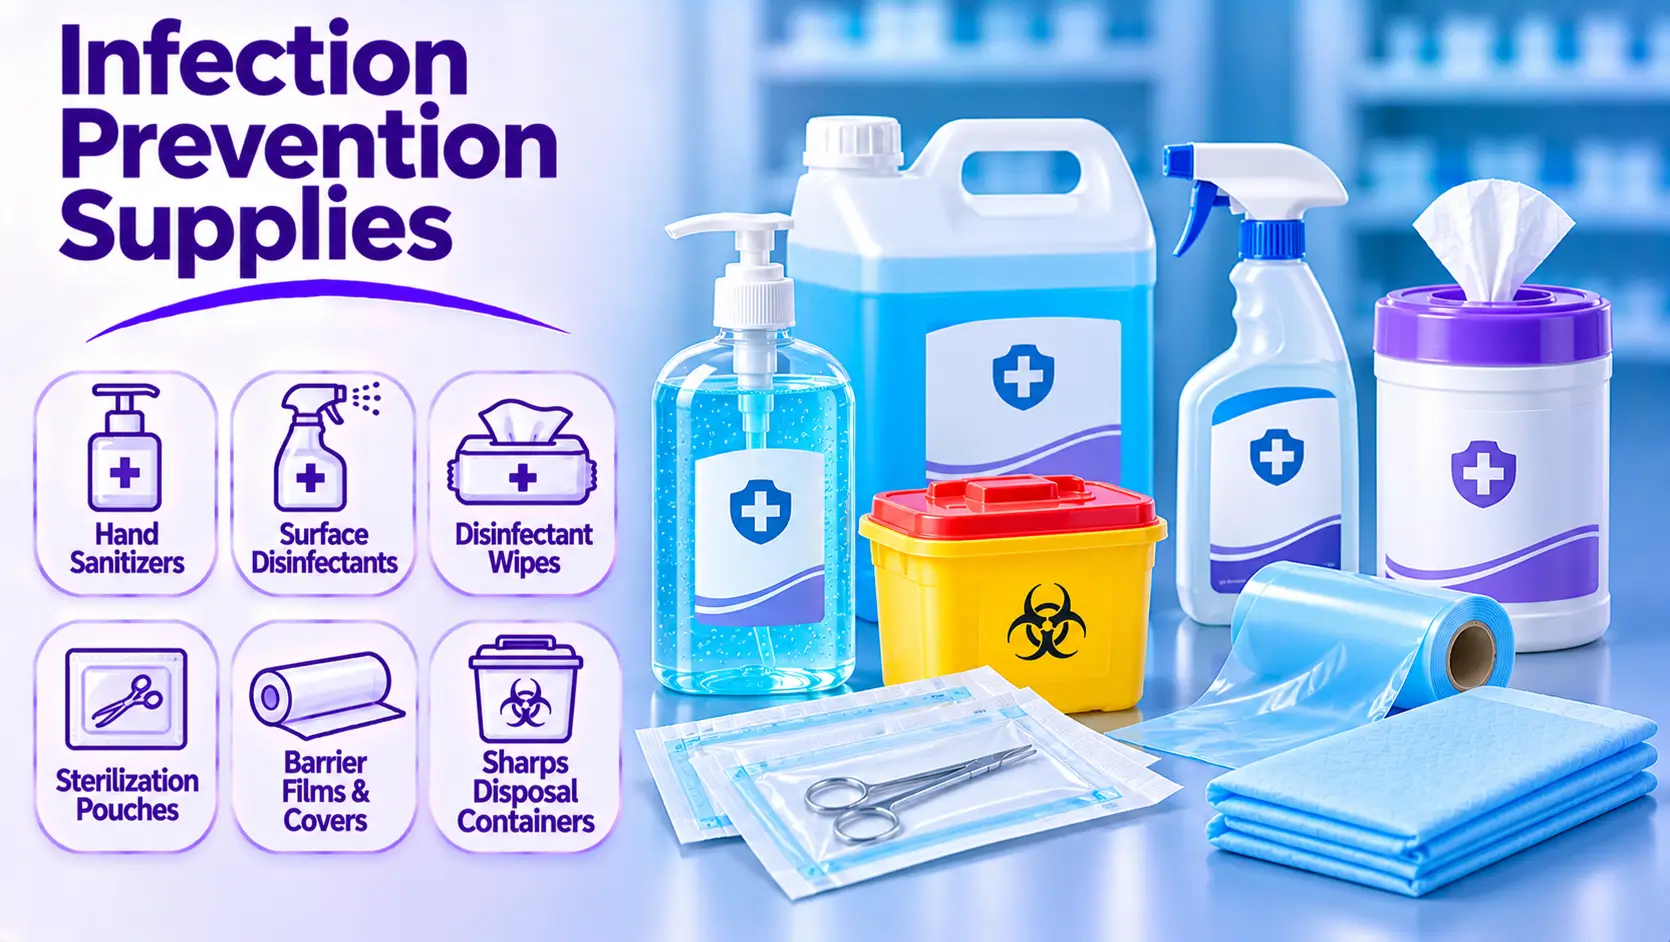 Infection
Prevention
Supplies
Hand
Sanitizers
Surface
Disinfectants
Disinfectant
Wipes
Sterilization
Pouches
Barrier
Films &
Covers
Sharps
Disposal
Containers